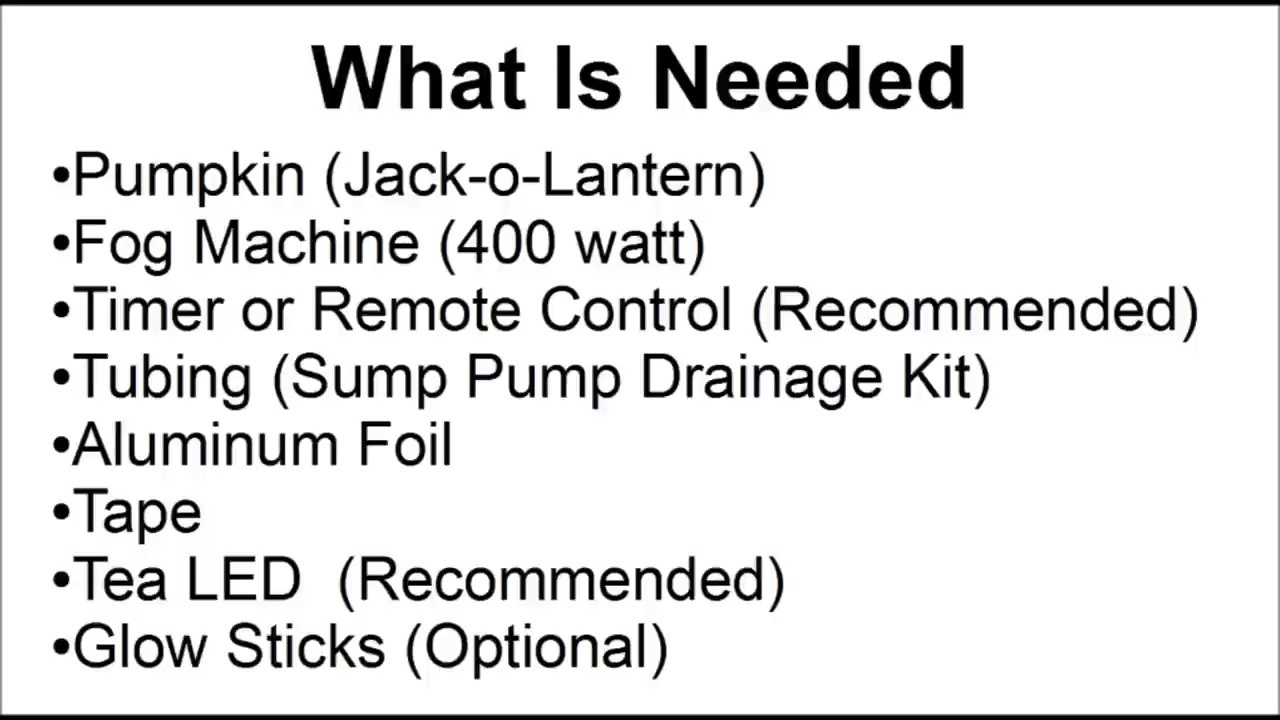 What Is Needed
•Pumpkin (Jack-o-Lantern)
•Fog Machine (400 watt)
•Timer or Remote Control (Recommended)
•Tubing (Sump Pump Drainage Kit)
•Aluminum Foil
•Tape
•Tea LED  (Recommended)
•Glow Sticks (Optional)